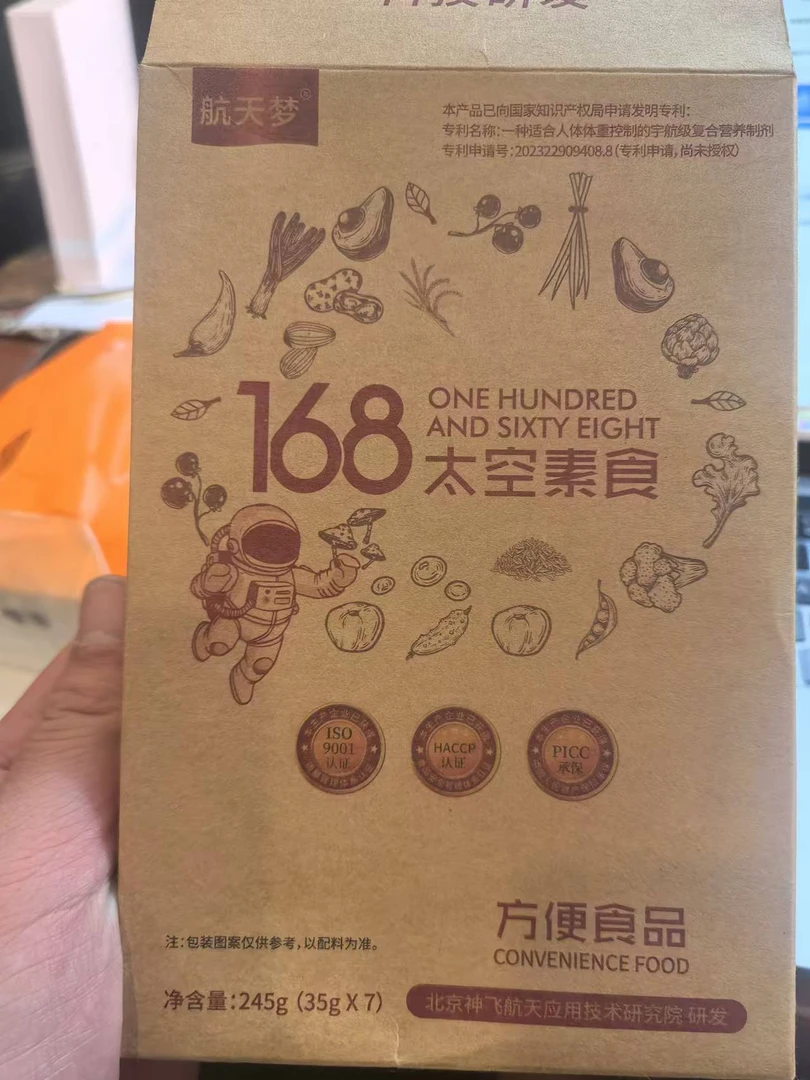 航天梦®
本产品已向国家知识产权局申请发明专利:
专利名称:一种适合人体体重控制的宇航级复合营养制剂
专利申请号:202322909408.8(专利申请,尚未授权)
168
ONE HUNDRED
AND SIXTY EIGHT
太空素食
ISO
9001
认证
HACCP
认证
PICC
承保
方便食品
CONVENIENCE FOOD
注:包装图案仅供参考,以配料为准。
净含量:245g(35g X 7)
北京神飞航天应用技术研究院 研发